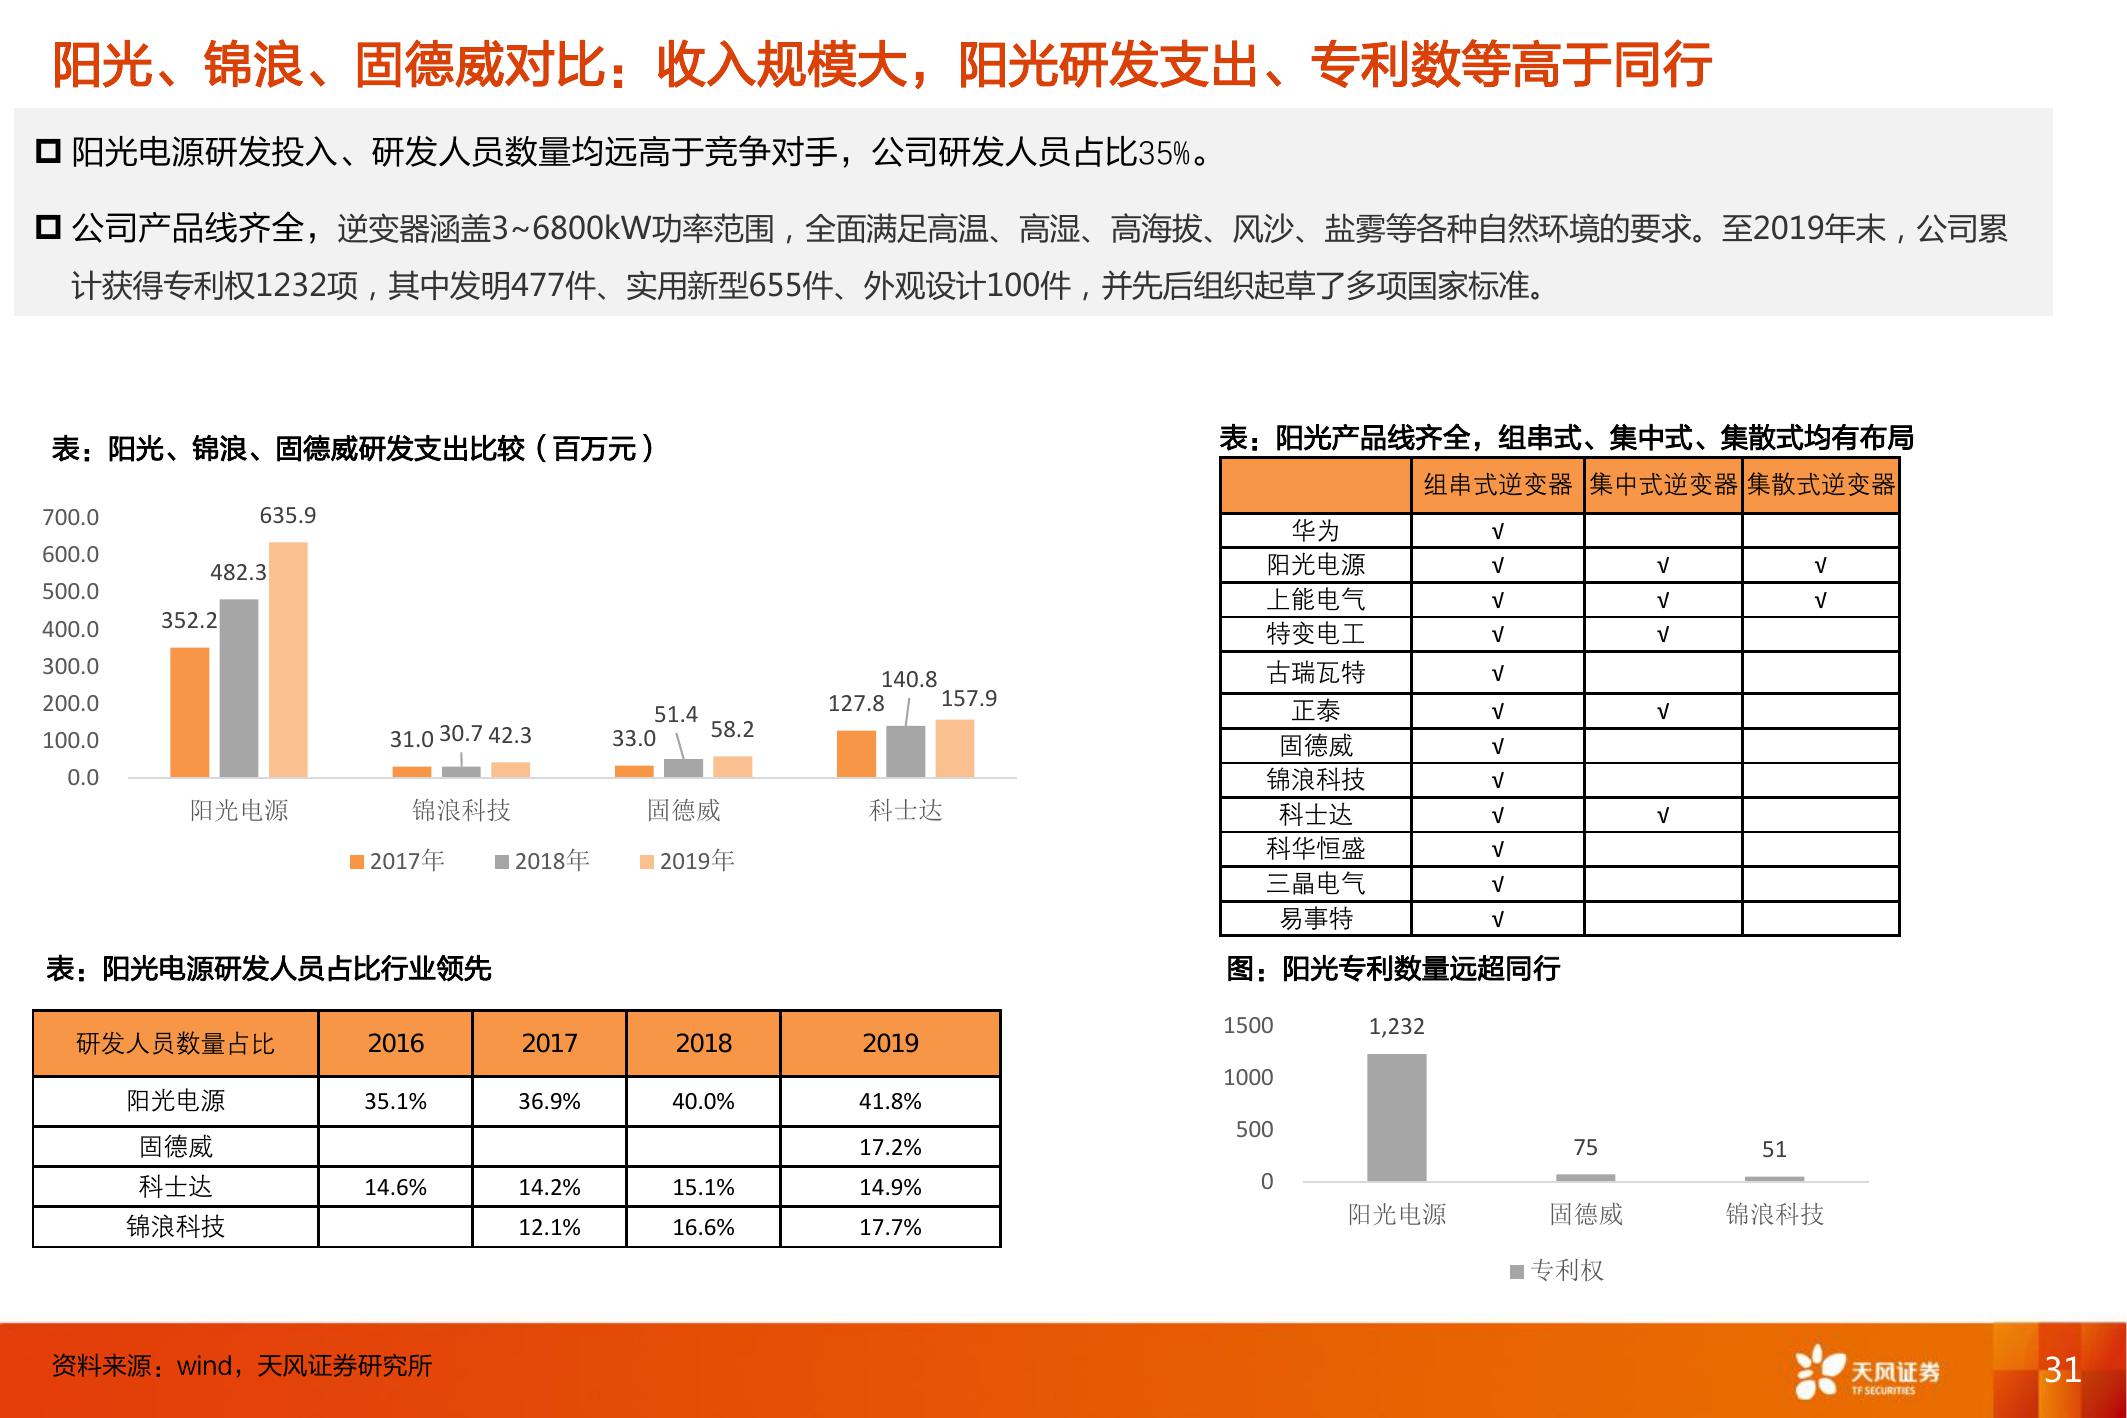 阳光、锦浪、固德威对比：收入规模大，阳光研发支出、专利数等高于同行
阳光电源研发投入、研发人员数量均远高于竞争对手，公司研发人员占比35%。
公司产品线齐全，逆变器涵盖3~6800kW功率范围，全面满足高温、高湿、高海拔、风沙、盐雾等各种自然环境的要求。至2019年末，公司累
计获得专利权1232项，其中发明477件、实用新型655件、外观设计100件，并先后组织起草了多项国家标准。
表：阳光、锦浪、固德威研发支出比较（百万元）
700.0
600.0
500.0
400.0
300.0
200.0
100.0
0.0
352.2 482.3 635.9
31.0 30.7 42.3
33.0 51.4 58.2
127.8 140.8 157.9
阳光电源 锦浪科技 固德威 科士达
2017年 2018年 2019年
表：阳光电源研发人员占比行业领先
研发人员数量占比 2016 2017 2018 2019
阳光电源 35.1% 36.9% 40.0% 41.8%
固德威 17.2%
科士达 14.6% 14.2% 15.1% 14.9%
锦浪科技 12.1% 16.6% 17.7%
表：阳光产品线齐全，组串式、集中式、集散式均有布局
组串式逆变器 集中式逆变器 集散式逆变器
华为 √
阳光电源 √ √ √
上能电气 √ √ √
特变电工 √ √
古瑞瓦特 √
正泰 √ √
固德威 √
锦浪科技 √
科士达 √ √
科华恒盛 √
三晶电气 √
易事特 √
图：阳光专利数量远超同行
1500
1000
500
0
1,232 75 51
阳光电源 固德威 锦浪科技
专利权
资料来源：wind，天风证券研究所
天风证券
TF SECURITIES
31